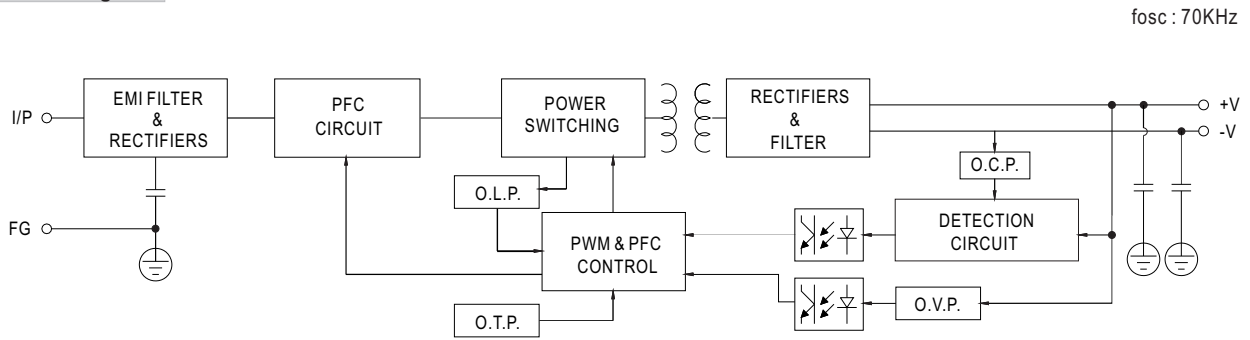 fosc : 70KHz
I/P
EMI FILTER
&
RECTIFIERS
PFC
CIRCUIT
POWER
SWITCHING
RECTIFIERS
&
FILTER
+V
-V
O.C.P.
O.L.P.
FG
PWM & PFC
CONTROL
DETECTION
CIRCUIT
O.T.P.
O.V.P.